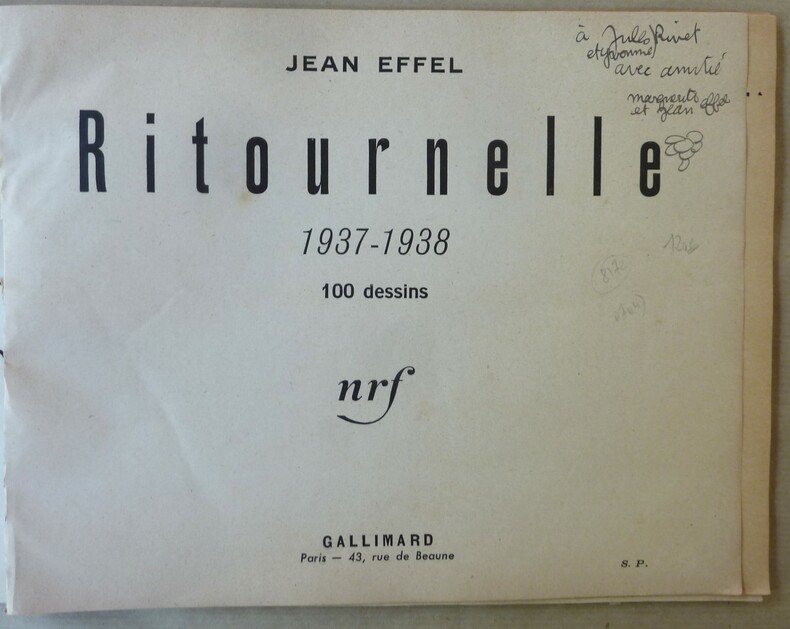 à Jules Rivet
et yvonne
avec amitié
marguerite
et jean effel
JEAN EFFEL
Ritournelle
1937-1938
100 dessins
nrf
GALLIMARD
Paris — 43, rue de Beaune
S. P.